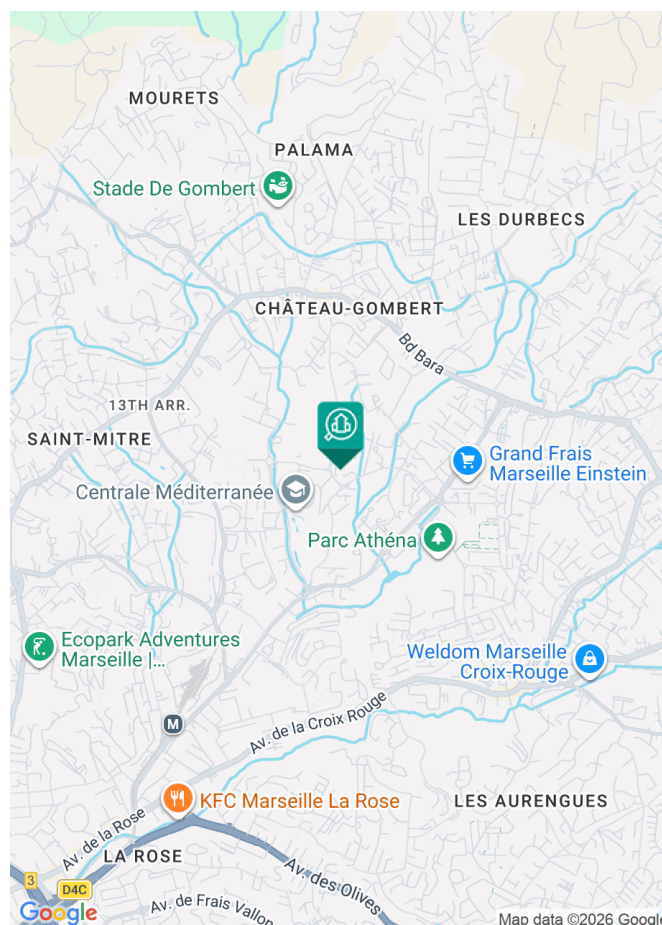 MOURETS
PALAMA
Stade De Gombert
LES DURBECS
CHÂTEAU-GOMBERT
Bd Bara
13TH ARR.
SAINT-MITRE
Grand Frais
Marseille Einstein
Centrale Méditerranée
Parc Athéna
Ecopark Adventures
Marseille |...
Weldom Marseille
Croix-Rouge
M
Av. de la Croix Rouge
KFC Marseille La Rose
LES AURENGUES
Av. de la Rose
LA ROSE
Av. des Olives
3
D4C
Av. de Frais Vallon
Google
Map data ©2026 Google